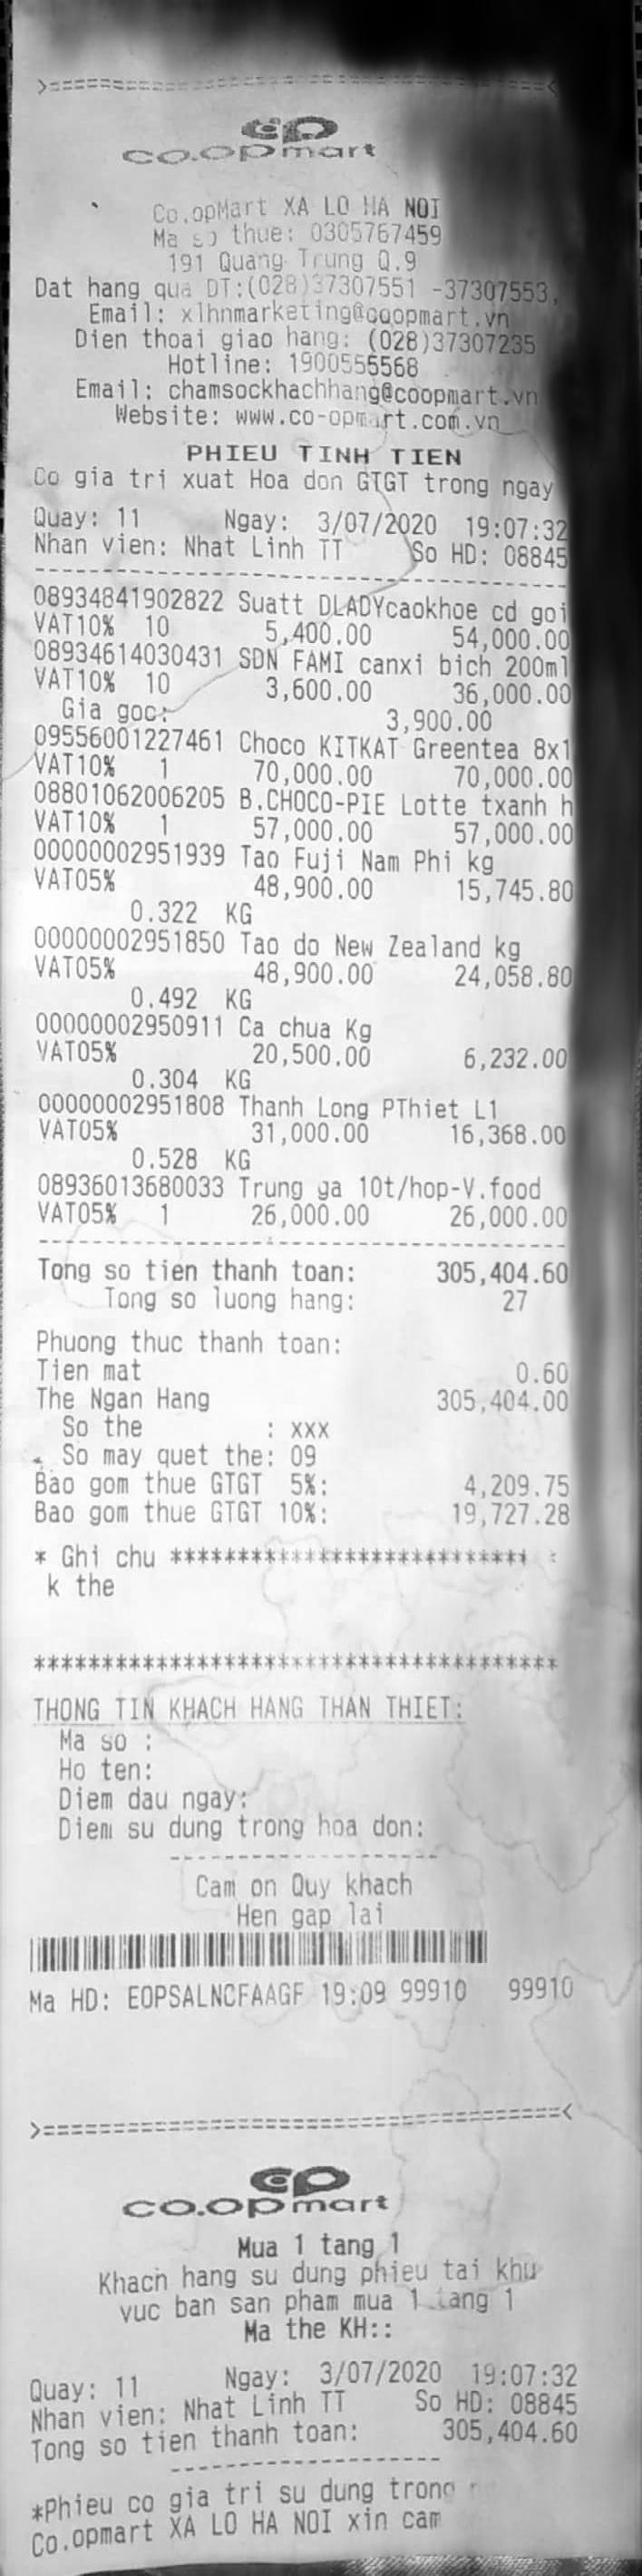 >======================================<
co.opmart
Co.opMart XA LO HA NOI
Ma so thue: 0305767459
191 Quang Trung Q.9
Dat hang qua DT:(028)37307551 -37307553,
Email: xlhnmarketing@coopmart.vn
Dien thoai giao hang: (028)37307235
Hotline: 1900555568
Email: chamsockhachhang@coopmart.vn
Website: www.co-opmart.com.vn
PHIEU TINH TIEN
Co gia tri xuat Hoa don GTGT trong ngay
Quay: 11 Ngay: 3/07/2020 19:07:32
Nhan vien: Nhat Linh TT So HD: 08845
----------------------------------------
08934841902822 Suatt DLADYcaokhoe cd goi
VAT10% 10 5,400.00 54,000.00
08934614030431 SDN FAMI canxi bich 200ml
VAT10% 10 3,600.00 36,000.00
Gia goc: 3,900.00
09556001227461 Choco KITKAT Greentea 8x1
VAT10% 1 70,000.00 70,000.00
08801062006205 B.CHOCO-PIE Lotte txanh h
VAT10% 1 57,000.00 57,000.00
00000002951939 Tao Fuji Nam Phi kg
VAT05% 48,900.00 15,745.80
0.322 KG
00000002951850 Tao do New Zealand kg
VAT05% 48,900.00 24,058.80
0.492 KG
00000002950911 Ca chua Kg
VAT05% 20,500.00 6,232.00
0.304 KG
00000002951808 Thanh Long PThiet L1
VAT05% 31,000.00 16,368.00
0.528 KG
08936013680033 Trung ga 10t/hop-V.food
VAT05% 1 26,000.00 26,000.00
----------------------------------------
Tong so tien thanh toan: 305,404.60
Tong so luong hang: 27
Phuong thuc thanh toan:
Tien mat 0.60
The Ngan Hang 305,404.00
So the : xxx
So may quet the: 09
Bao gom thue GTGT 5%: 4,209.75
Bao gom thue GTGT 10%: 19,727.28
* Ghi chu ***************************
k the
****************************************
THONG TIN KHACH HANG THAN THIET:
Ma so :
Ho ten:
Diem dau ngay:
Diem su dung trong hoa don:
--------------------
Cam on Quy khach
Hen gap lai
Ma HD: EOPSALNCFAAGF 19:09 99910 99910
>======================================<
co.opmart
Mua 1 tang 1
Khach hang su dung phieu tai khu
vuc ban san pham mua 1 tang 1
Ma the KH::
Quay: 11 Ngay: 3/07/2020 19:07:32
Nhan vien: Nhat Linh TT So HD: 08845
Tong so tien thanh toan: 305,404.60
--------------------
*Phieu co gia tri su dung trong
Co.opmart XA LO HA NOI xin cam